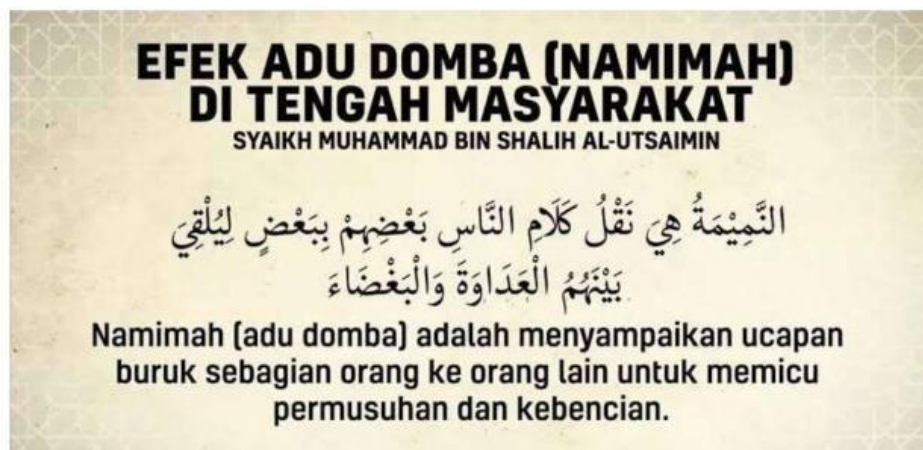 EFEK ADU DOMBA (NAMIMAH)
DI TENGAH MASYARAKAT
SYAIKH MUHAMMAD BIN SHALIH AL-UTSAIMIN
النَّمِيْمَةُ هِيَ نَقْلُ كَلَامِ النَّاسِ بَعْضِهِمْ بِبَعْضٍ لِيُلْقِيَ
بَيْنَهُمُ الْعَدَاوَةَ وَالْبَغْضَاءَ
Namimah (adu domba) adalah menyampaikan ucapan
buruk sebagian orang ke orang lain untuk memicu
permusuhan dan kebencian.